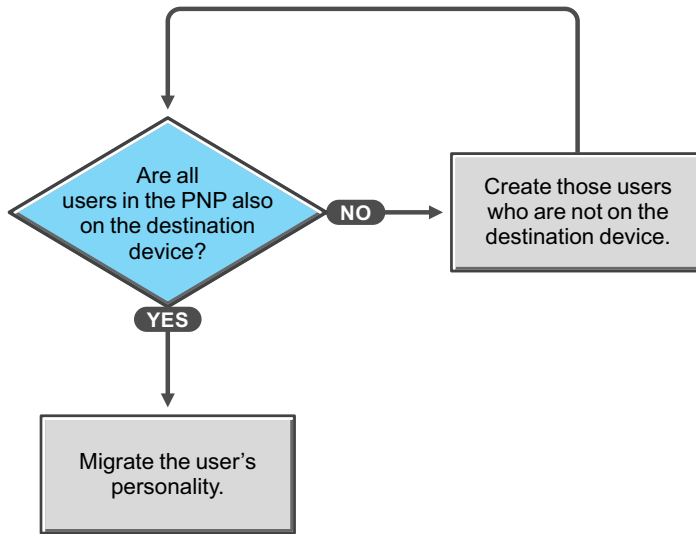 Are all
users in the PNP also
on the destination
device?
NO
Create those users
who are not on the
destination device.
YES
Migrate the user's
personality.